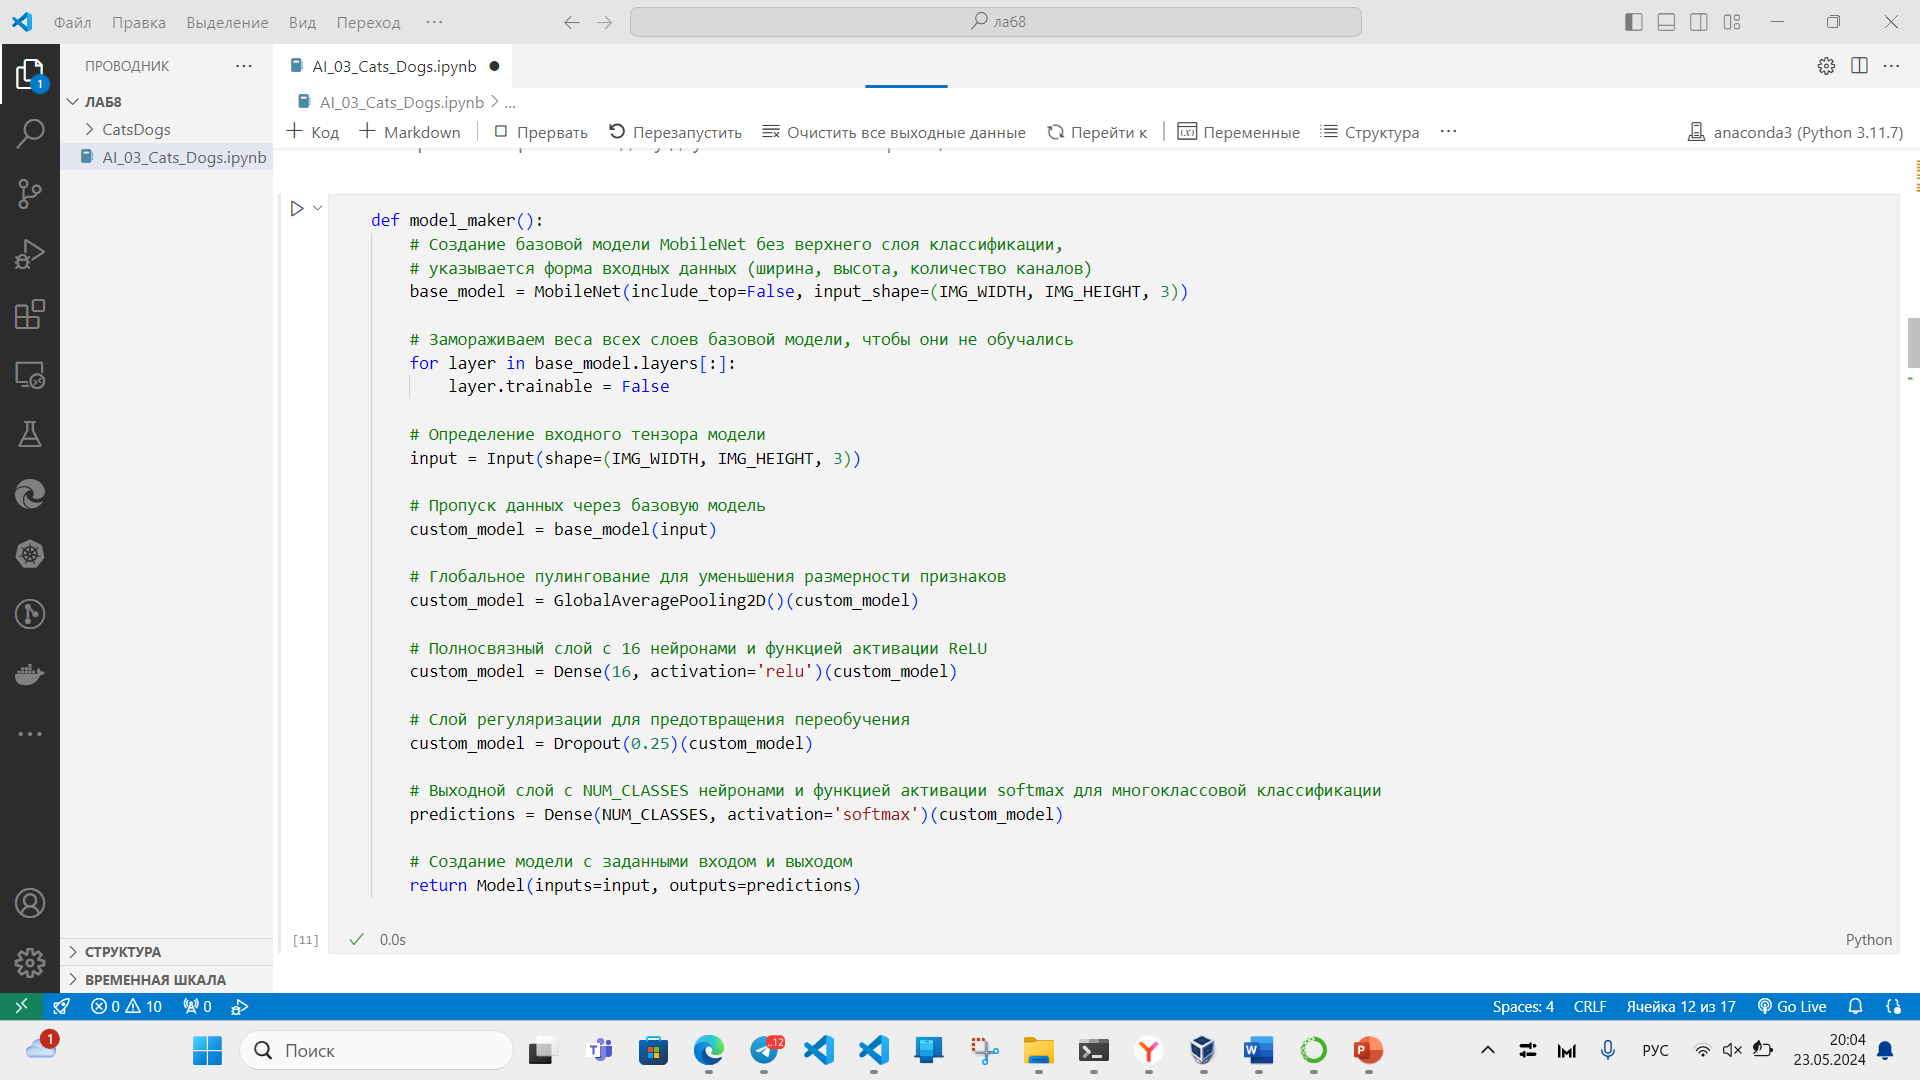 Файл Правка Выделение Вид Переход ···
лаб8
ПРОВОДНИК ···
AI_03_Cats_Dogs.ipynb
1
ЛАБ8
CatsDogs
AI_03_Cats_Dogs.ipynb
AI_03_Cats_Dogs.ipynb > ...
Код Markdown Прервать Перезапустить Очистить все выходные данные Перейти к Переменные Структура ··· anaconda3 (Python 3.11.7)
def model_maker():
# Создание базовой модели MobileNet без верхнего слоя классификации,
# указывается форма входных данных (ширина, высота, количество каналов)
base_model = MobileNet(include_top=False, input_shape=(IMG_WIDTH, IMG_HEIGHT, 3))
# Замораживаем веса всех слоев базовой модели, чтобы они не обучались
for layer in base_model.layers[:]:
layer.trainable = False
# Определение входного тензора модели
input = Input(shape=(IMG_WIDTH, IMG_HEIGHT, 3))
# Пропуск данных через базовую модель
custom_model = base_model(input)
# Глобальное пулингование для уменьшения размерности признаков
custom_model = GlobalAveragePooling2D()(custom_model)
# Полносвязный слой с 16 нейронами и функцией активации ReLU
custom_model = Dense(16, activation='relu')(custom_model)
# Слой регуляризации для предотвращения переобучения
custom_model = Dropout(0.25)(custom_model)
# Выходной слой с NUM_CLASSES нейронами и функцией активации softmax для многоклассовой классификации
predictions = Dense(NUM_CLASSES, activation='softmax')(custom_model)
# Создание модели с заданными входом и выходом
return Model(inputs=input, outputs=predictions)
[11] 0.0s Python
СТРУКТУРА
ВРЕМЕННАЯ ШКАЛА
0 10 0 Spaces: 4 CRLF Ячейка 12 из 17 Go Live
1 Поиск ..12 РУС 20:04
23.05.2024